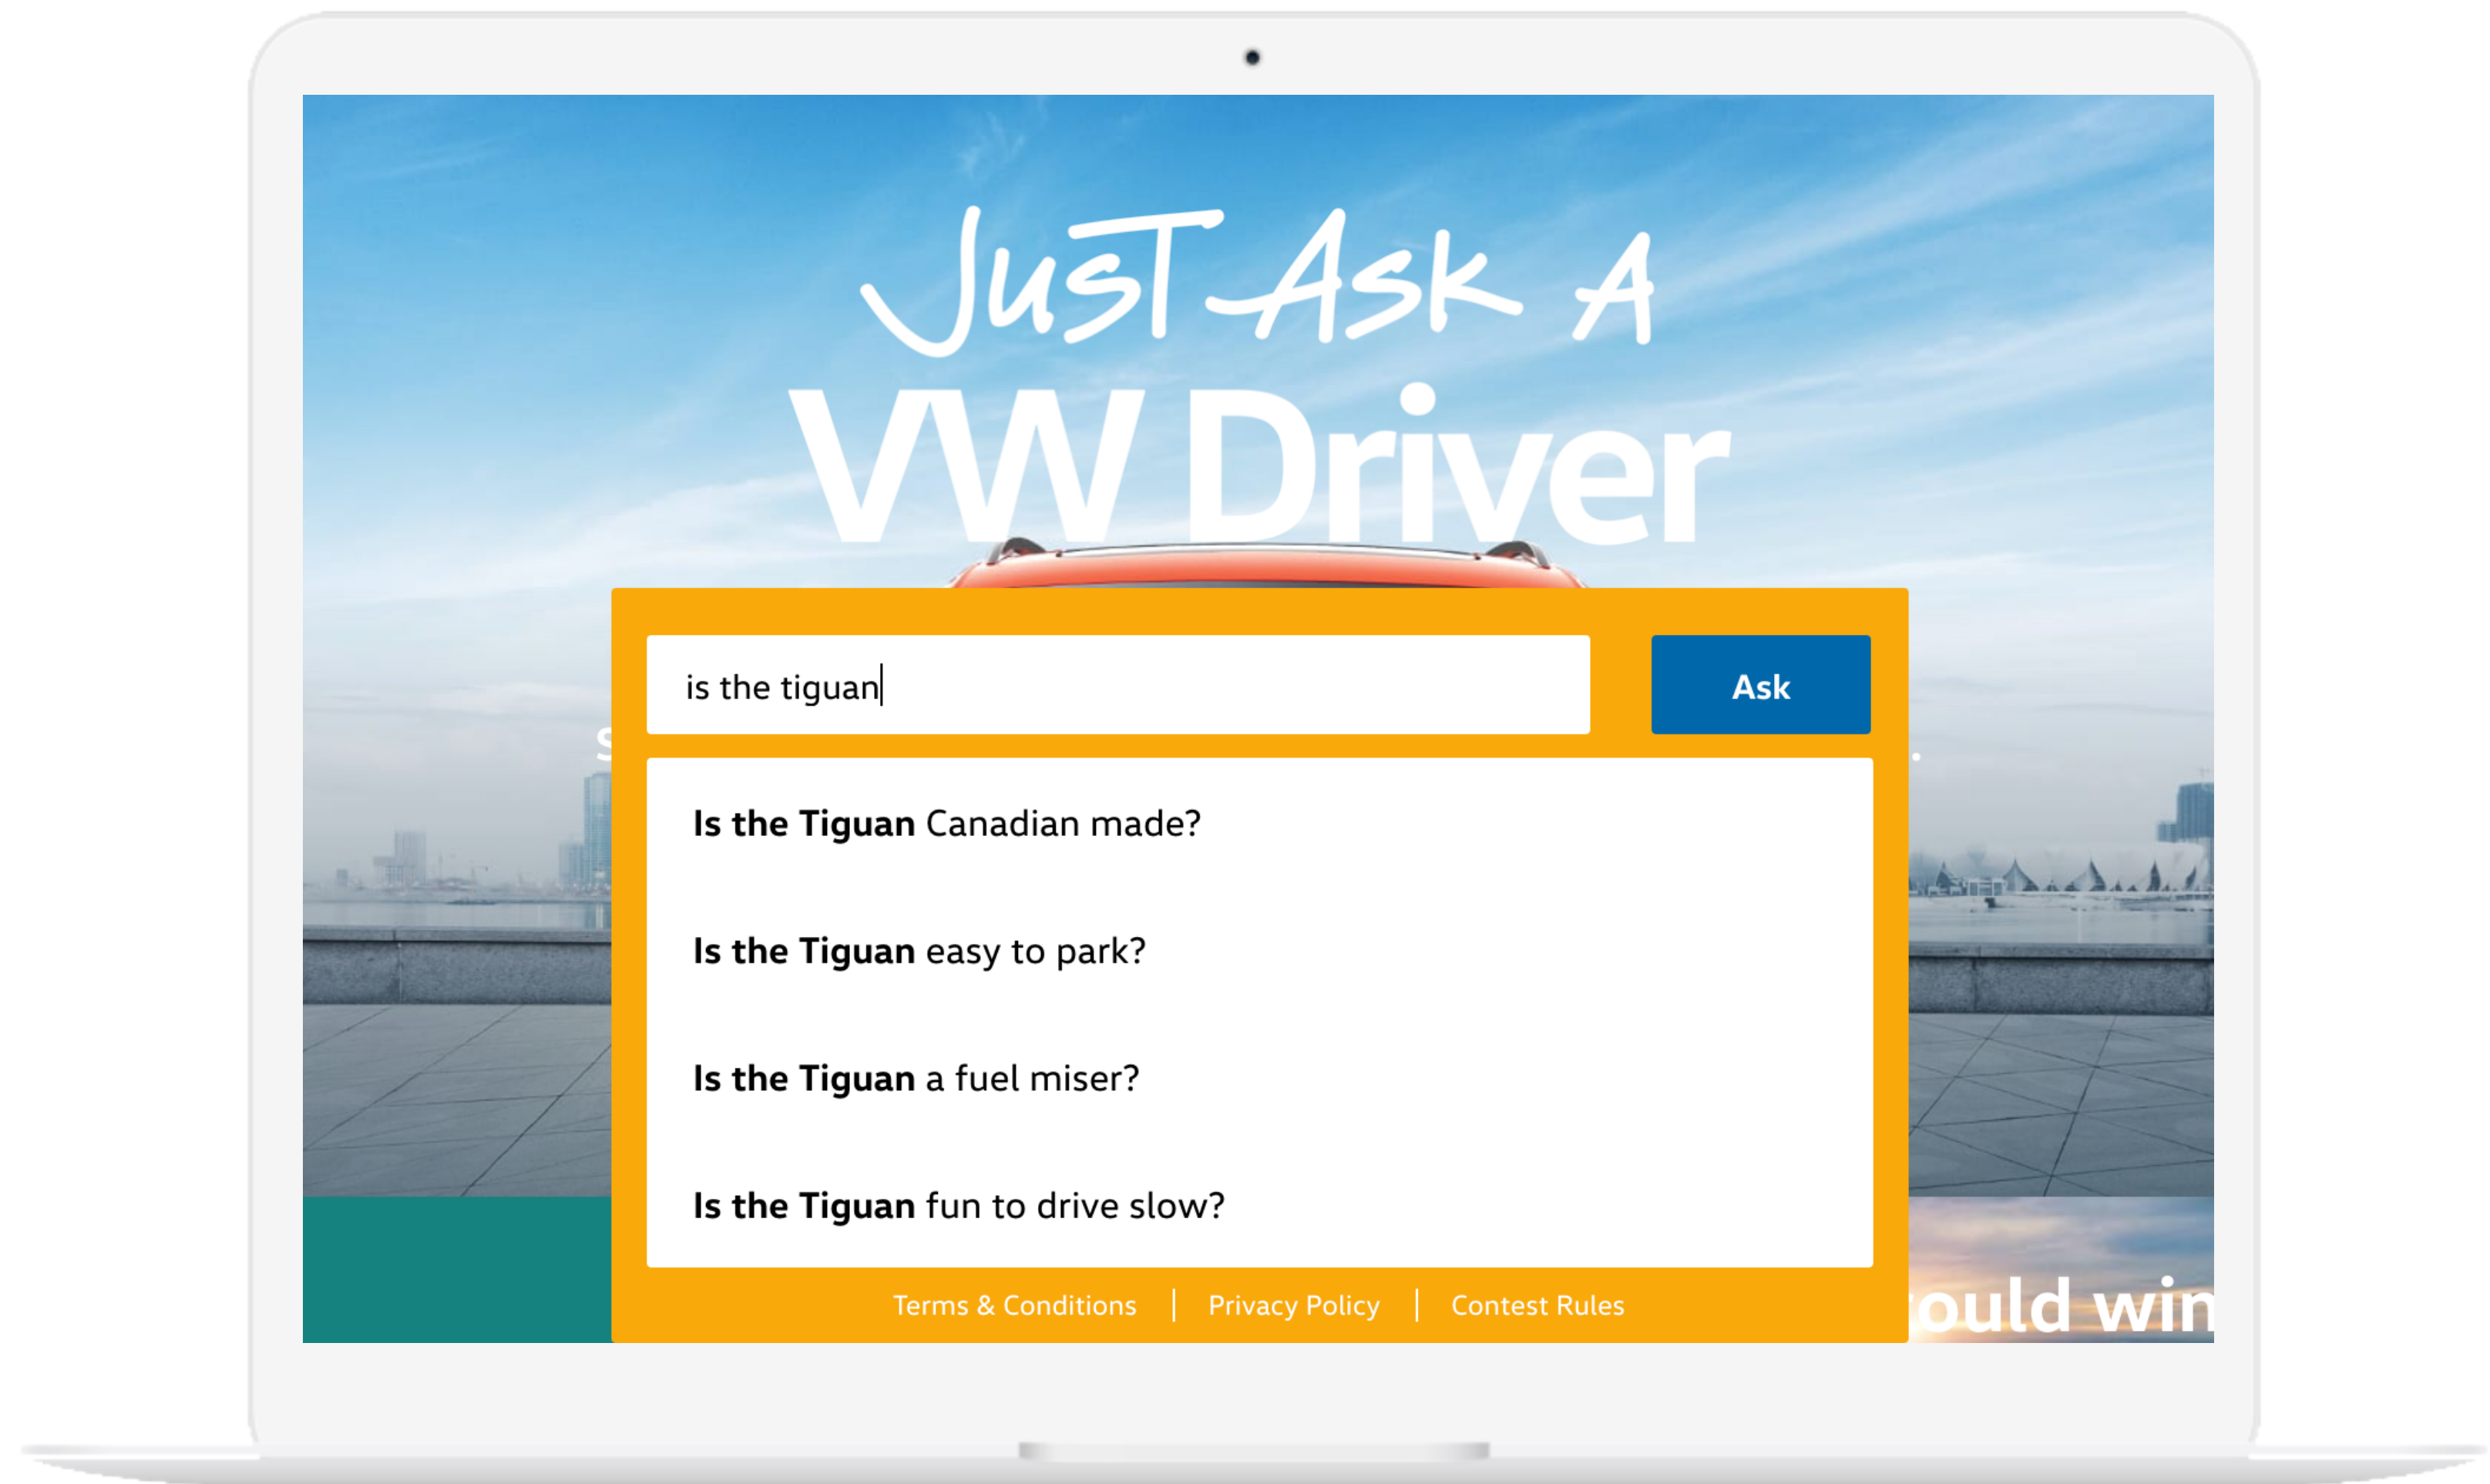 Just Ask A
VW Driver
is the tiguan
Ask
Is the Tiguan Canadian made?
Is the Tiguan easy to park?
Is the Tiguan a fuel miser?
Is the Tiguan fun to drive slow?
Terms & Conditions | Privacy Policy | Contest Rules
win